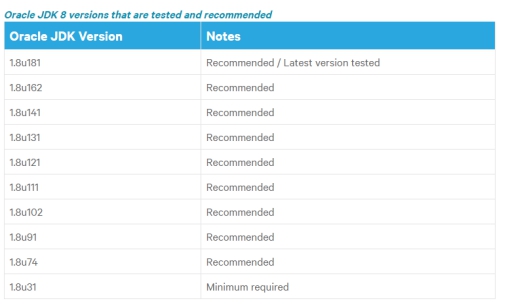 Oracle JDK 8 versions that are tested and recommended
Oracle JDK Version Notes
1.8u181 Recommended / Latest version tested
1.8u162 Recommended
1.8u141 Recommended
1.8u131 Recommended
1.8u121 Recommended
1.8u111 Recommended
1.8u102 Recommended
1.8u91 Recommended
1.8u74 Recommended
1.8u31 Minimum required